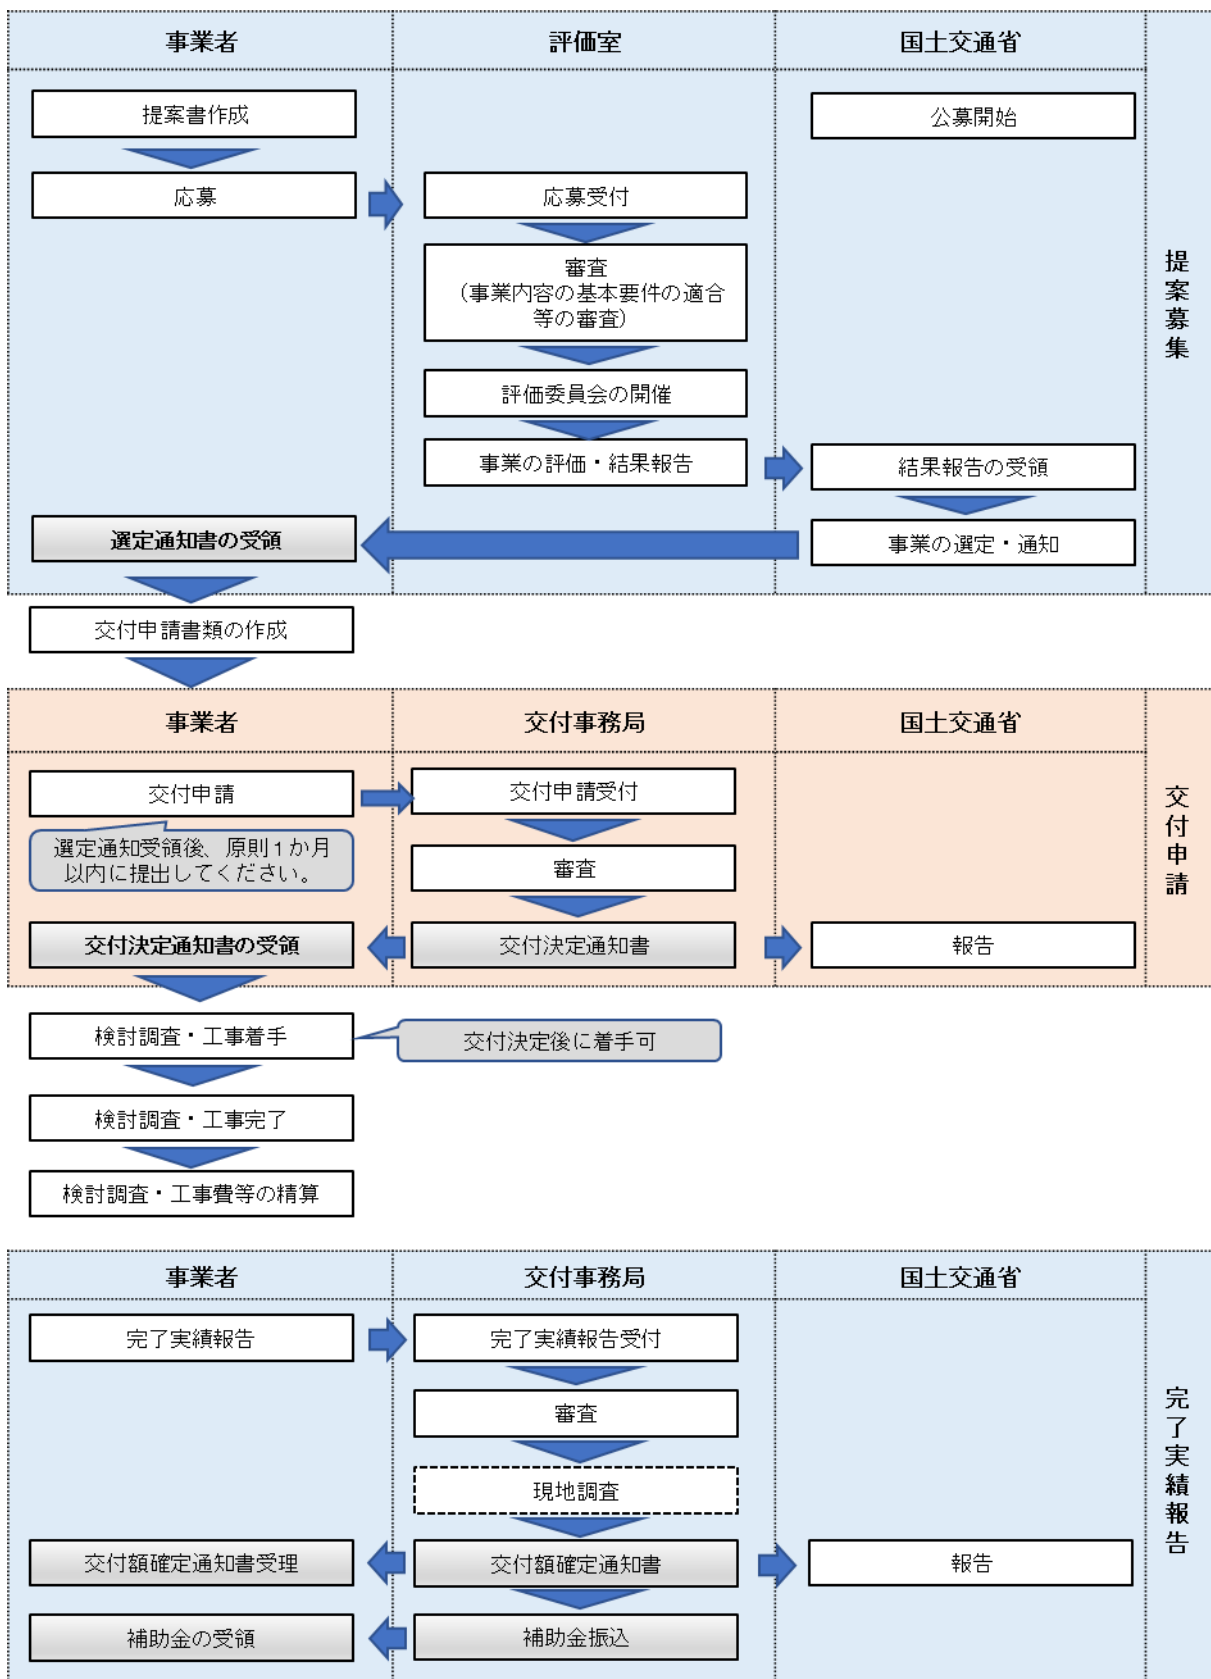 事業者
評価室
国土交通省
提案募集
提案書作成
公募開始
応募
応募受付
審査
（事業内容の基本要件の適合
等の審査）
評価委員会の開催
事業の評価・結果報告
結果報告の受領
選定通知書の受領
事業の選定・通知
交付申請書類の作成
事業者
交付事務局
国土交通省
交付申請
交付申請
交付申請受付
選定通知受領後、原則１か月
以内に提出してください。
審査
交付決定通知書の受領
交付決定通知書
報告
検討調査・工事着手
交付決定後に着手可
検討調査・工事完了
検討調査・工事費等の精算
事業者
交付事務局
国土交通省
完了実績報告
完了実績報告
完了実績報告受付
審査
現地調査
交付額確定通知書受理
交付額確定通知書
報告
補助金の受領
補助金振込